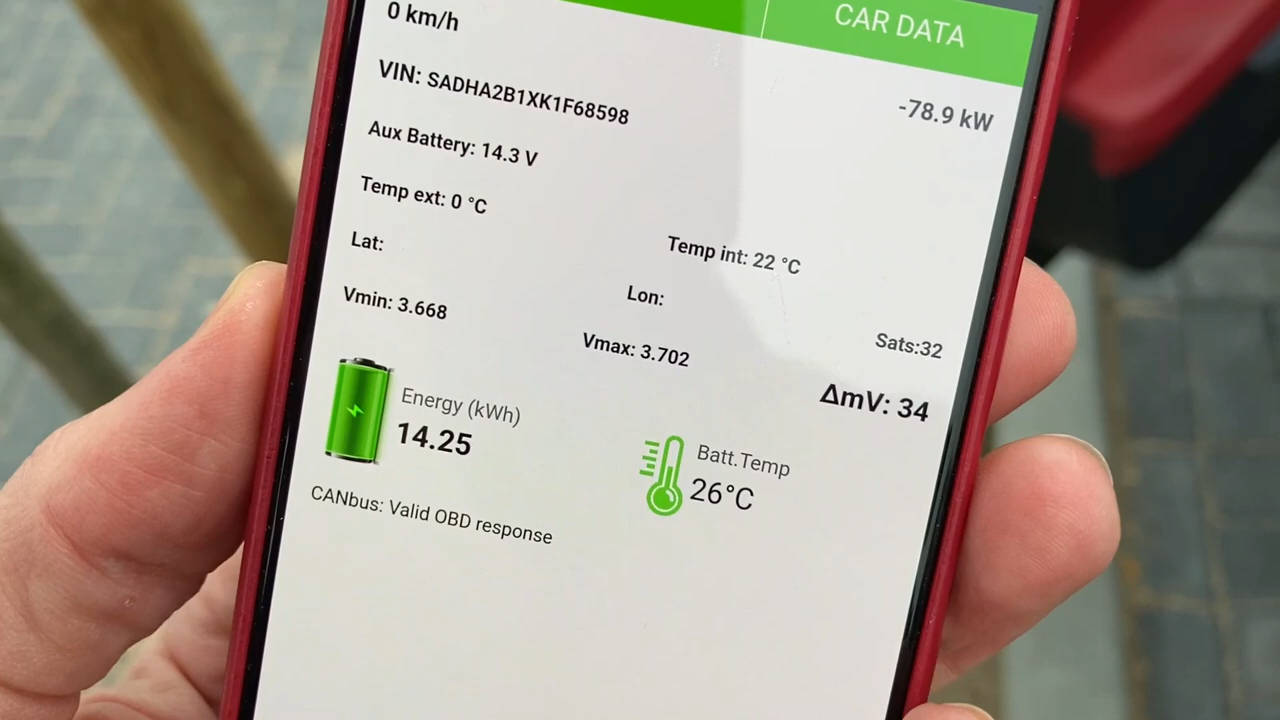 CAR DATA
0 km/h
-78.9 kW
VIN: SADHA2B1XK1F68598
Aux Battery: 14.3 V
Temp ext: 0 °C
Temp int: 22 °C
Lat:
Lon:
Sats:32
Vmin: 3.668
Vmax: 3.702
ΔmV: 34
Energy (kWh)
14.25
Batt.Temp
26°C
CANbus: Valid OBD response